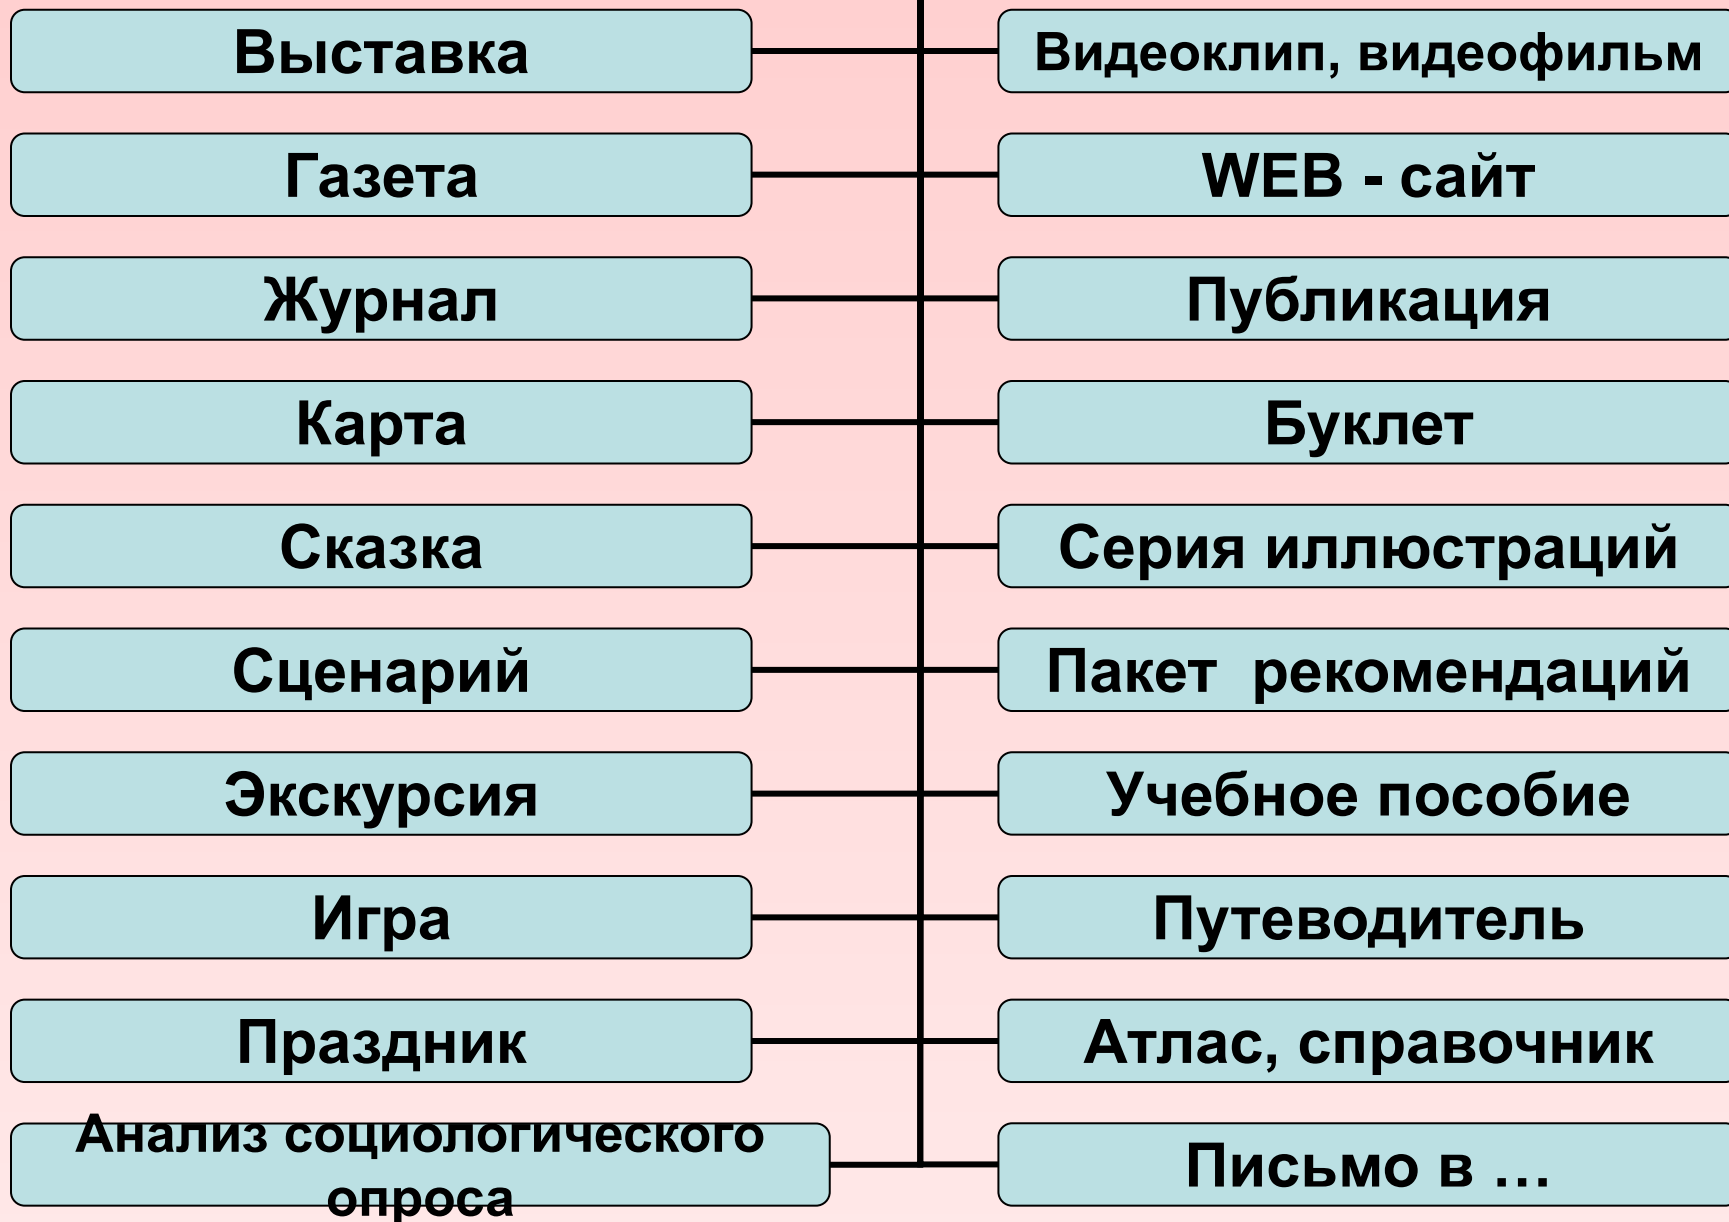 Выставка
Видеоклип, видеофильм
Газета
WEB - сайт
Журнал
Публикация
Карта
Буклет
Сказка
Серия иллюстраций
Сценарий
Пакет  рекомендаций
Экскурсия
Учебное пособие
Игра
Путеводитель
Праздник
Атлас, справочник
Анализ социологического
опроса
Письмо в …